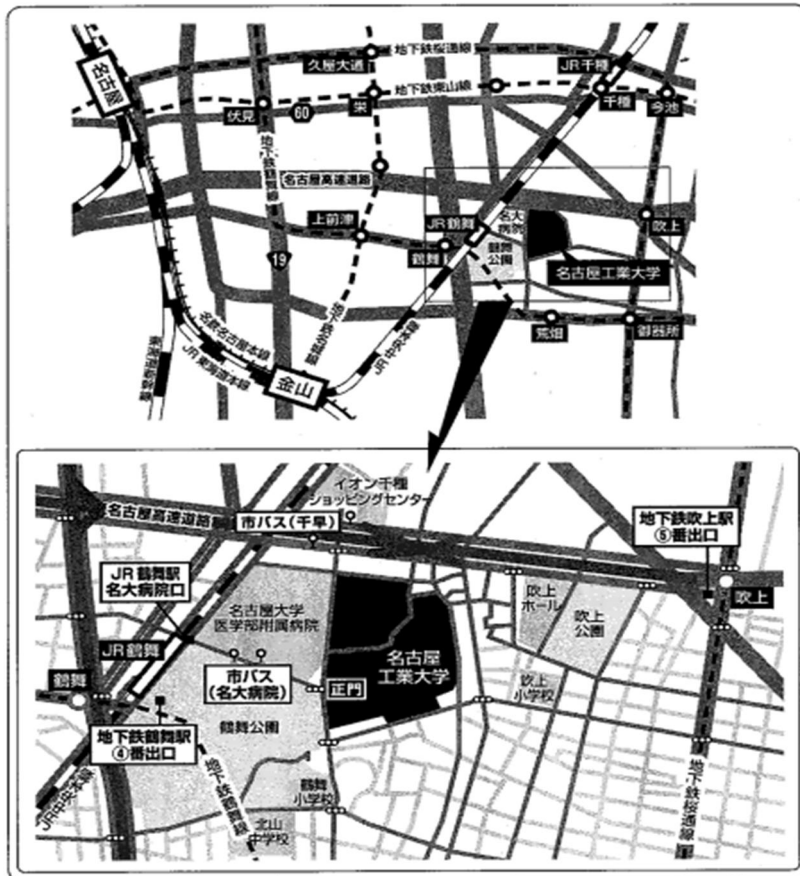 名古屋
久屋大通
地下鉄桜通線
JR千種
地下鉄東山線
伏見
60
栄
千種
今池
地下鉄鶴舞線
名古屋高速道路
上前津
JR鶴舞
名大
病院
吹上
鶴舞
鶴舞
公園
19
名古屋工業大学
荒畑
御器所
名鉄名古屋本線
JR東海道本線
地下鉄名城線
JR中央本線
東海道新幹線
金山
イオン千種
ショッピングセンター
名古屋高速道路
市バス(千早)
地下鉄吹上駅
⑤番出口
JR鶴舞駅
名大病院口
名古屋大学
医学部附属病院
吹上
ホール
吹上
公園
吹上
JR鶴舞
名古屋
工業大学
鶴舞
市バス
(名大病院)
正門
吹上
小学校
地下鉄鶴舞駅
④番出口
鶴舞公園
JR中央本線
地下鉄鶴舞線
鶴舞
小学校
地下鉄桜通線
北山
中学校